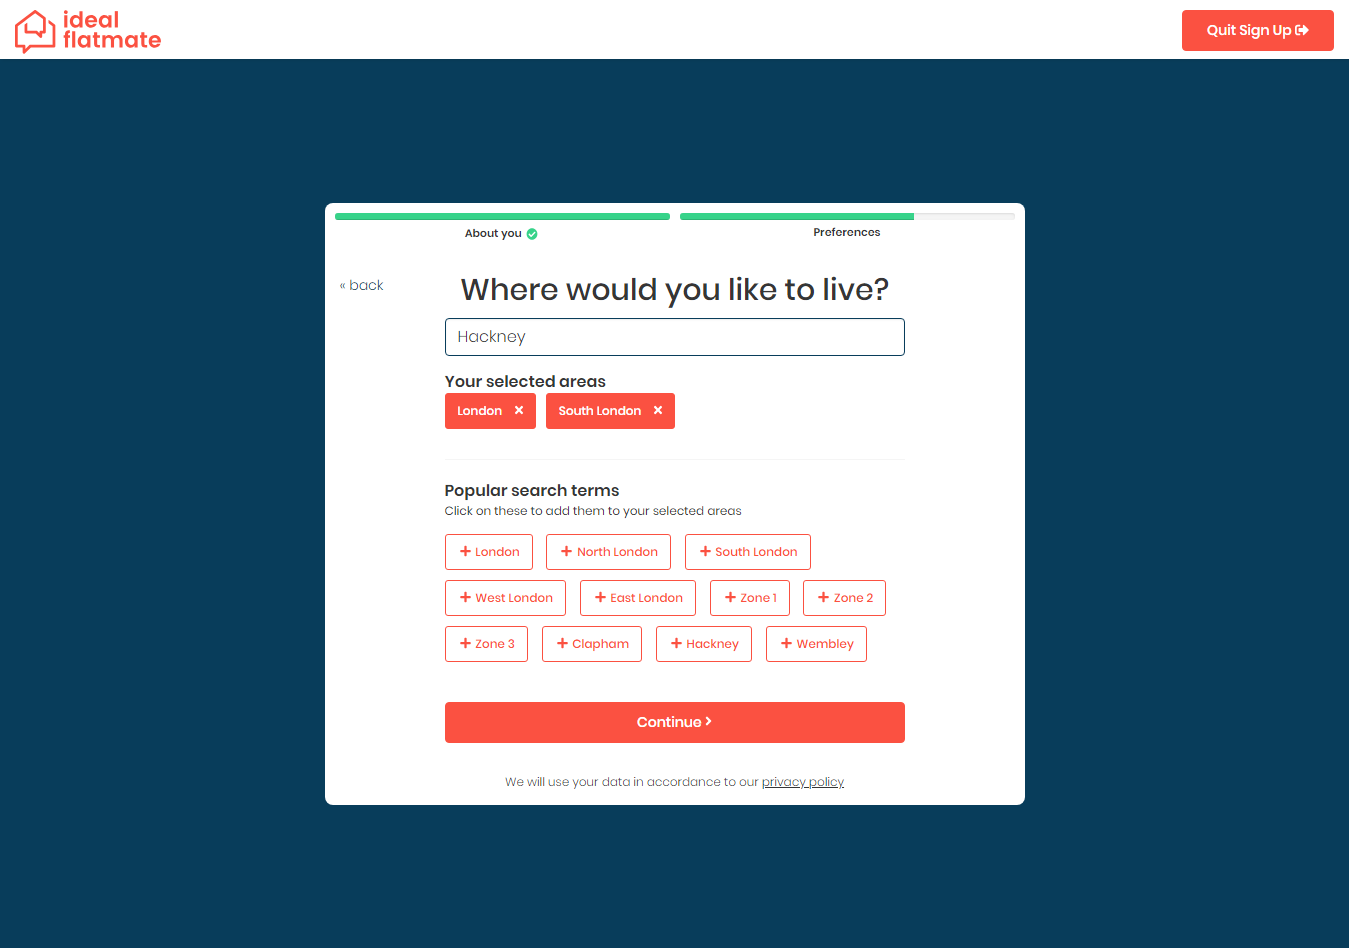 ideal
flatmate
Quit Sign Up
About you
Preferences
« back
Where would you like to live?
Hackney
Your selected areas
London ×
South London ×
Popular search terms
Click on these to add them to your selected areas
+ London
+ North London
+ South London
+ West London
+ East London
+ Zone 1
+ Zone 2
+ Zone 3
+ Clapham
+ Hackney
+ Wembley
Continue >
We will use your data in accordance to our privacy policy